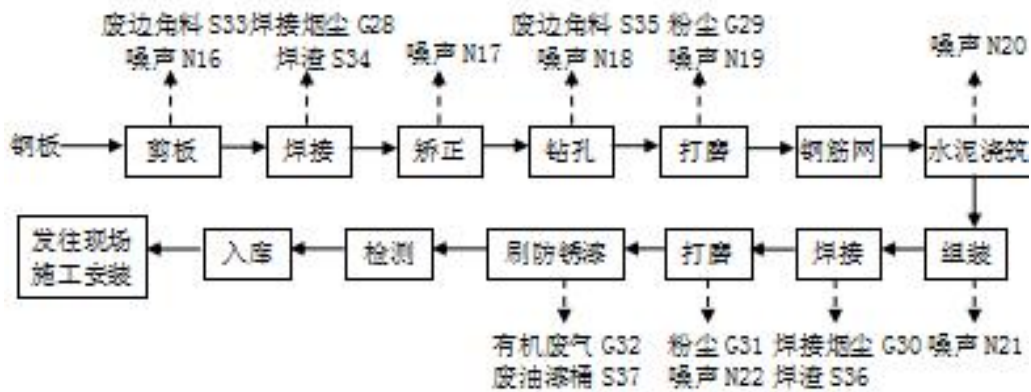 废边角料 S33 焊接烟尘 G28 废边角料 S35 粉尘 G29
噪声 N16 焊渣 S34 噪声 N17 噪声 N18 噪声 N19 噪声 N20
钢板 剪板 焊接 矫正 钻孔 打磨 钢筋网 水泥浇筑
发往现场
施工安装
入库 检测 刷防锈漆 打磨 焊接 组装
有机废气 G32 粉尘 G31 焊接烟尘 G30 噪声 N21
废油漆桶 S37 噪声 N22 焊渣 S36